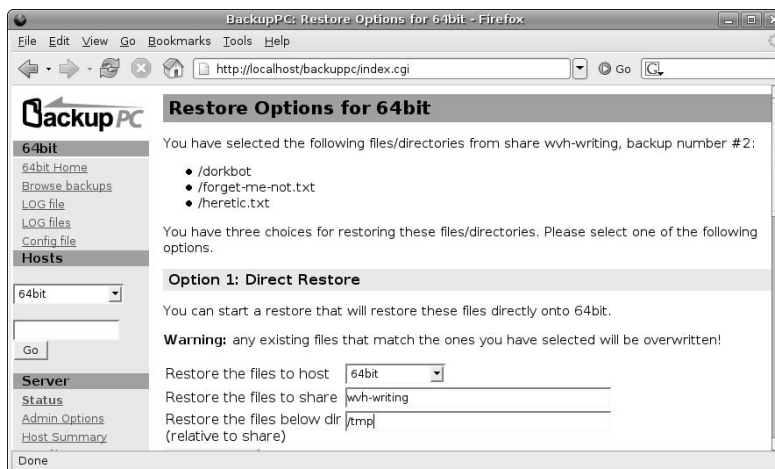 BackupPC: Restore Options for 64bit - Firefox
File Edit View Go Bookmarks Tools Help
http://localhost/backuppc/index.cgi
Go
G
BackupPC
64bit
64bit Home
Browse backups
LOG file
LOG files
Config file
Hosts
64bit
Go
Server
Status
Admin Options
Host Summary
Restore Options for 64bit
You have selected the following files/directories from share wvh-writing, backup number #2:
● /dorkbot
● /forget-me-not.txt
● /heretic.txt
You have three choices for restoring these files/directories. Please select one of the following
options.
Option 1: Direct Restore
You can start a restore that will restore these files directly onto 64bit.
Warning: any existing files that match the ones you have selected will be overwritten!
Restore the files to host 64bit
Restore the files to share wvh-writing
Restore the files below dir /tmp
(relative to share)
Done